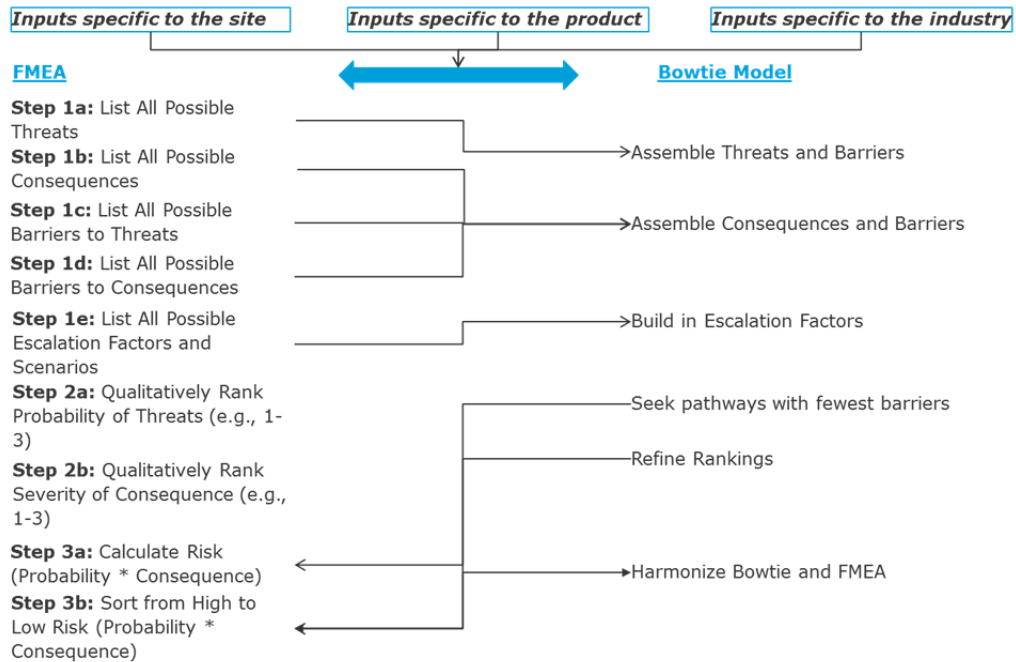 Inputs specific to the site
Inputs specific to the product
Inputs specific to the industry
FMEA
Bowtie Model
Step 1a: List All Possible
Threats
Step 1b: List All Possible
Consequences
Step 1c: List All Possible
Barriers to Threats
Step 1d: List All Possible
Barriers to Consequences
Step 1e: List All Possible
Escalation Factors and
Scenarios
Step 2a: Qualitatively Rank
Probability of Threats (e.g., 1-
3)
Step 2b: Qualitatively Rank
Severity of Consequence (e.g.,
1-3)
Step 3a: Calculate Risk
(Probability * Consequence)
Step 3b: Sort from High to
Low Risk (Probability *
Consequence)
Assemble Threats and Barriers
Assemble Consequences and Barriers
Build in Escalation Factors
Seek pathways with fewest barriers
Refine Rankings
Harmonize Bowtie and FMEA